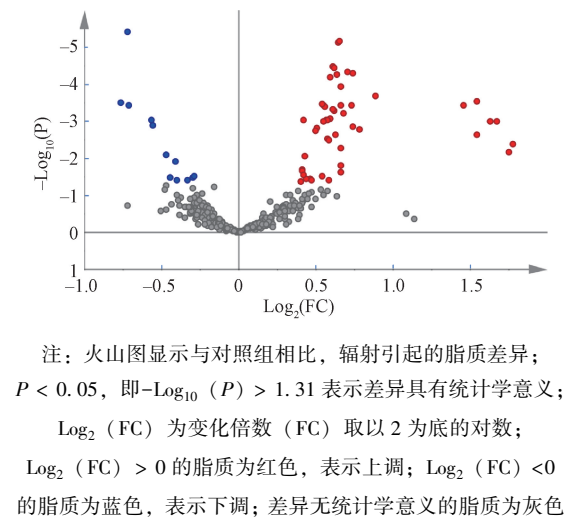 −5
−4
−3
−2
−1
0
1
−Log10(P)
−1.0 −0.5 0 0.5 1.0 1.5
Log2(FC)
注：火山图显示与对照组相比，辐射引起的脂质差异；
P < 0.05，即−Log10（P）> 1.31 表示差异具有统计学意义；
Log2（FC）为变化倍数（FC）取以 2 为底的对数；
Log2（FC）> 0 的脂质为红色，表示上调；Log2（FC）<0
的脂质为蓝色，表示下调；差异无统计学意义的脂质为灰色